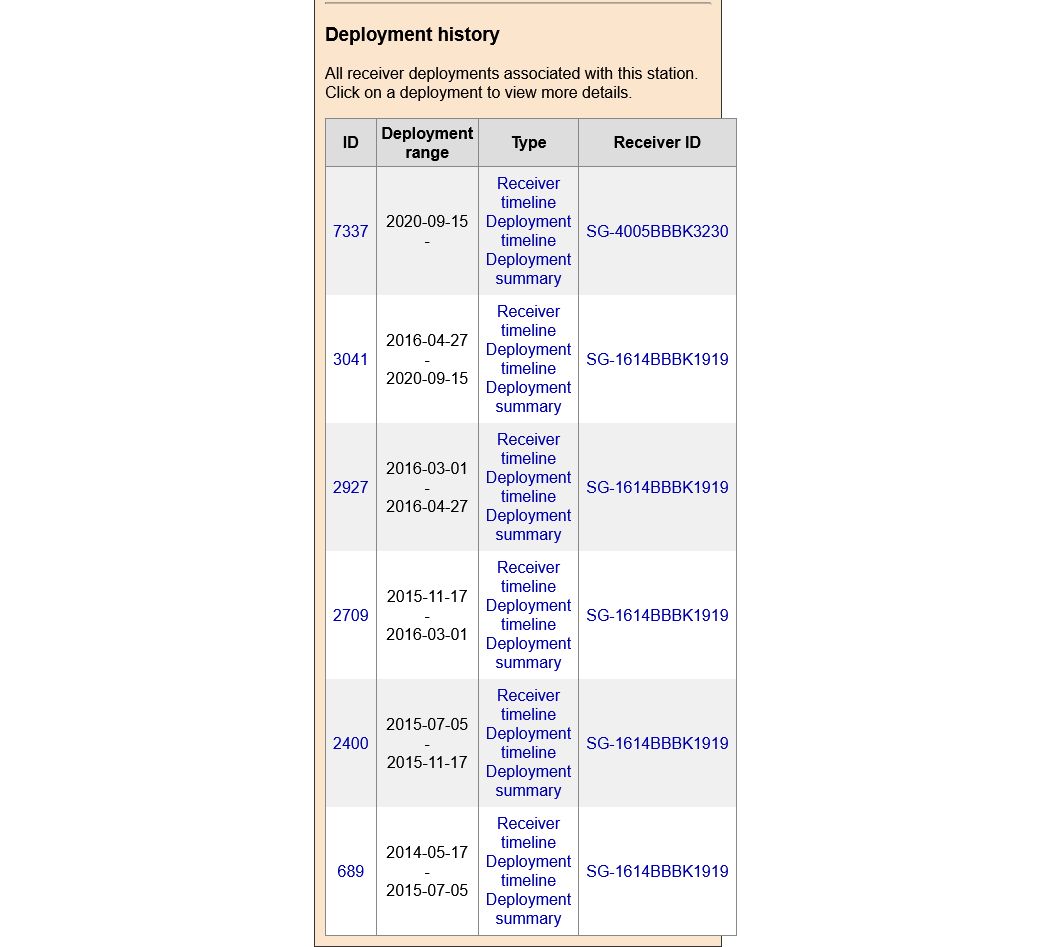 Deployment history
All receiver deployments associated with this station.
Click on a deployment to view more details.
ID Deployment range Type Receiver ID
7337 2020-09-15 - Receiver timeline Deployment timeline Deployment summary SG-4005BBBK3230
3041 2016-04-27 - 2020-09-15 Receiver timeline Deployment timeline Deployment summary SG-1614BBBK1919
2927 2016-03-01 - 2016-04-27 Receiver timeline Deployment timeline Deployment summary SG-1614BBBK1919
2709 2015-11-17 - 2016-03-01 Receiver timeline Deployment timeline Deployment summary SG-1614BBBK1919
2400 2015-07-05 - 2015-11-17 Receiver timeline Deployment timeline Deployment summary SG-1614BBBK1919
689 2014-05-17 - 2015-07-05 Receiver timeline Deployment timeline Deployment summary SG-1614BBBK1919